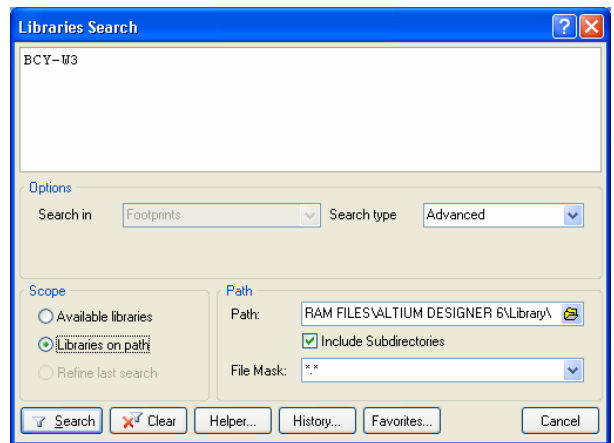 Libraries Search
BCY-W3
Options
Search in Footprints Search type Advanced
Scope
Available libraries
Libraries on path
Refine last search
Path
Path: RAM FILES\ALTIUM DESIGNER 6\Library\
Include Subdirectories
File Mask: *.*
Search Clear Helper... History... Favorites... Cancel